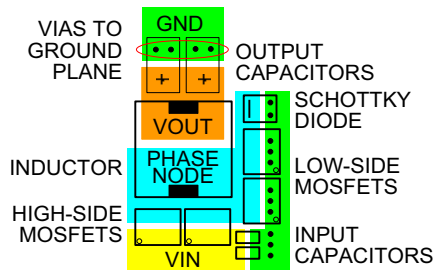 VIAS TO
GROUND
PLANE
GND
OUTPUT
CAPACITORS
+ +
VOUT
SCHOTTKY
DIODE
INDUCTOR
PHASE
NODE
LOW-SIDE
MOSFETS
HIGH-SIDE
MOSFETS
VIN
INPUT
CAPACITORS